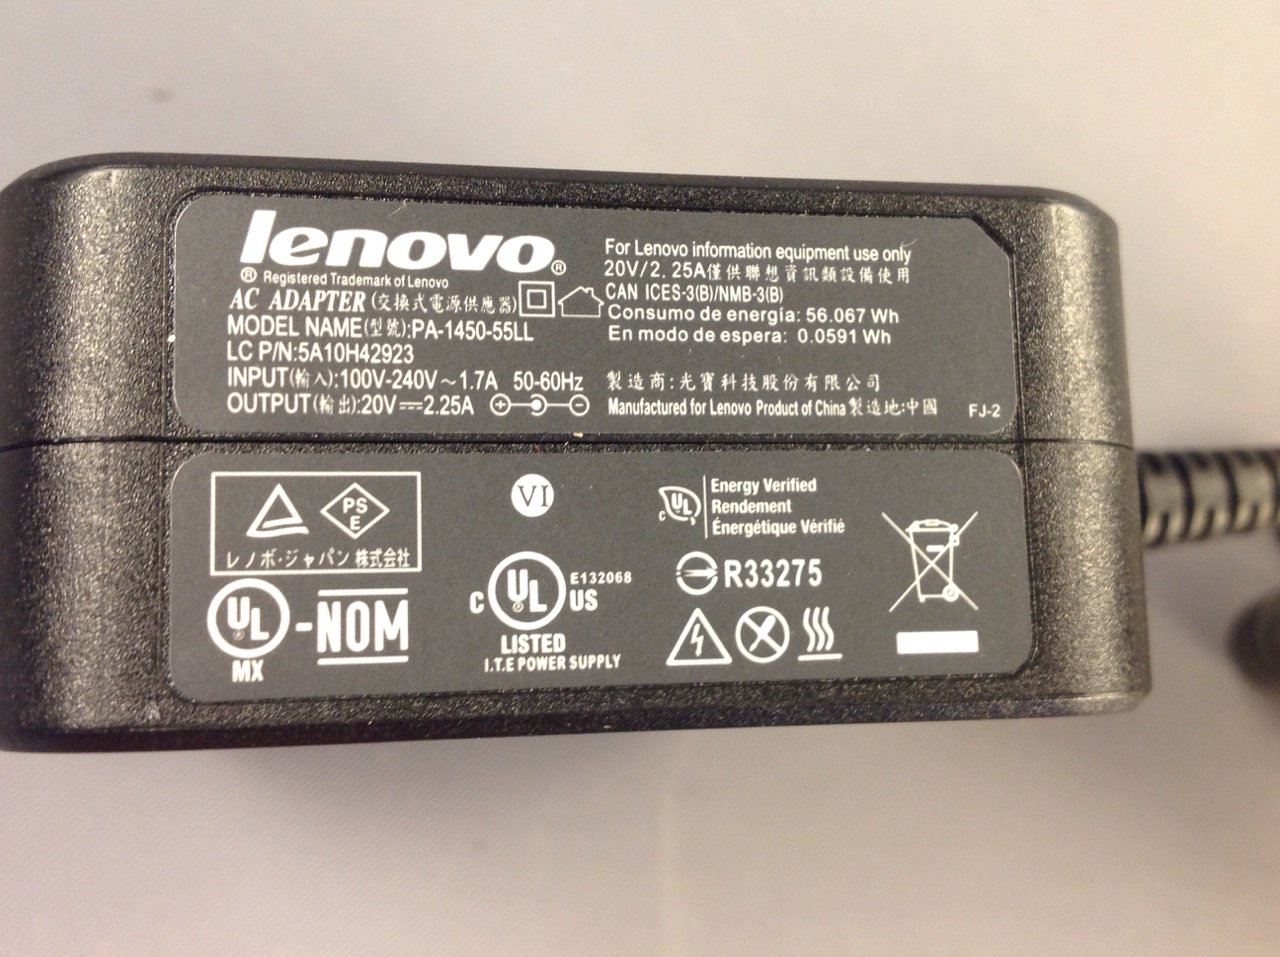 lenovo®
® Registered Trademark of Lenovo
AC ADAPTER(交換式電源供應器)
MODEL NAME(型號):PA-1450-55LL
LC P/N:5A10H42923
INPUT(輸入):100V-240V～1.7A 50-60Hz
OUTPUT(輸出):20V⎓2.25A
For Lenovo information equipment use only
20V/2.25A僅供聯想資訊類設備使用
CAN ICES-3(B)/NMB-3(B)
Consumo de energía: 56.067 Wh
En modo de espera: 0.0591 Wh
製造商:光寶科技股份有限公司
Manufactured for Lenovo Product of China 製造地:中國
FJ-2
PS
E
レノボ・ジャパン 株式会社
UL
MX
-NOM
VI
c UL US
E132068
LISTED
I.T.E POWER SUPPLY
c UL
Energy Verified
Rendement
Énergétique Vérifié
R33275